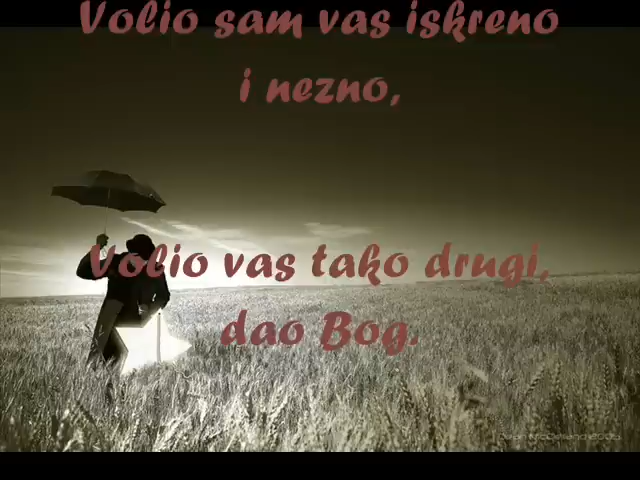 Volio sam vas iskreno
i nezno,
Volio vas tako drugi,
dao Bog.